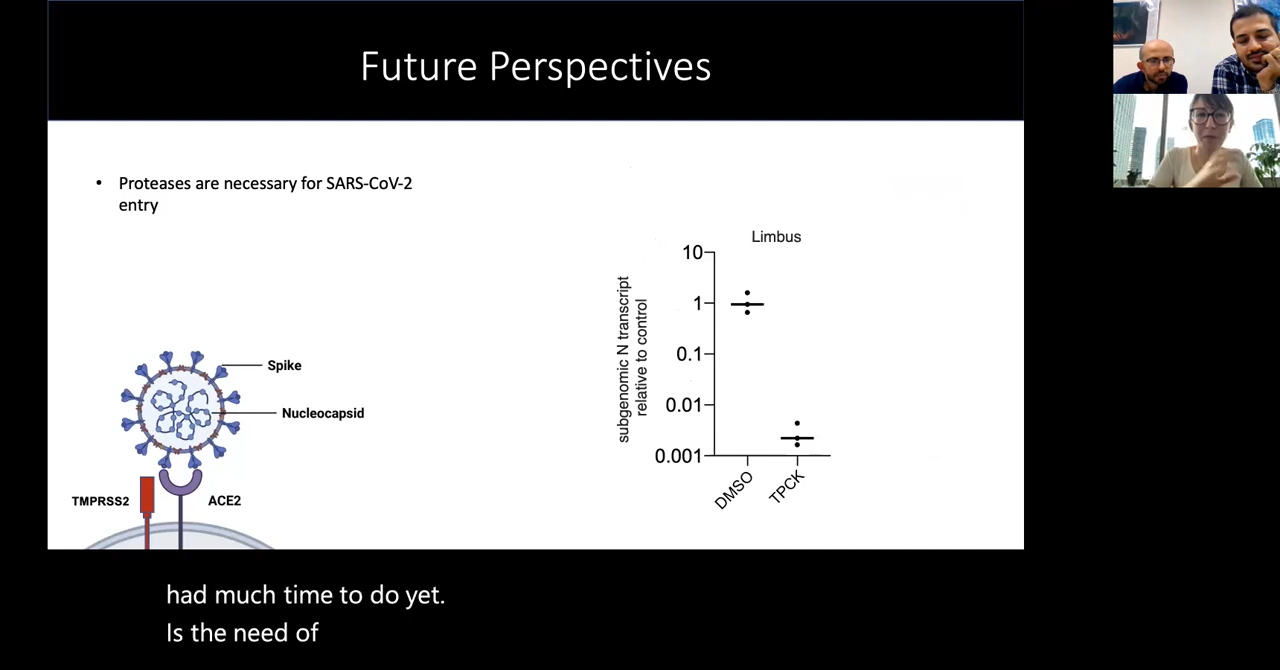 Future Perspectives
• Proteases are necessary for SARS-CoV-2
entry
Limbus
subgenomic N transcript
relative to control
10
1
0.1
0.01
0.001
DMSO
TPCK
Spike
Nucleocapsid
TMPRSS2
ACE2
had much time to do yet.
Is the need of